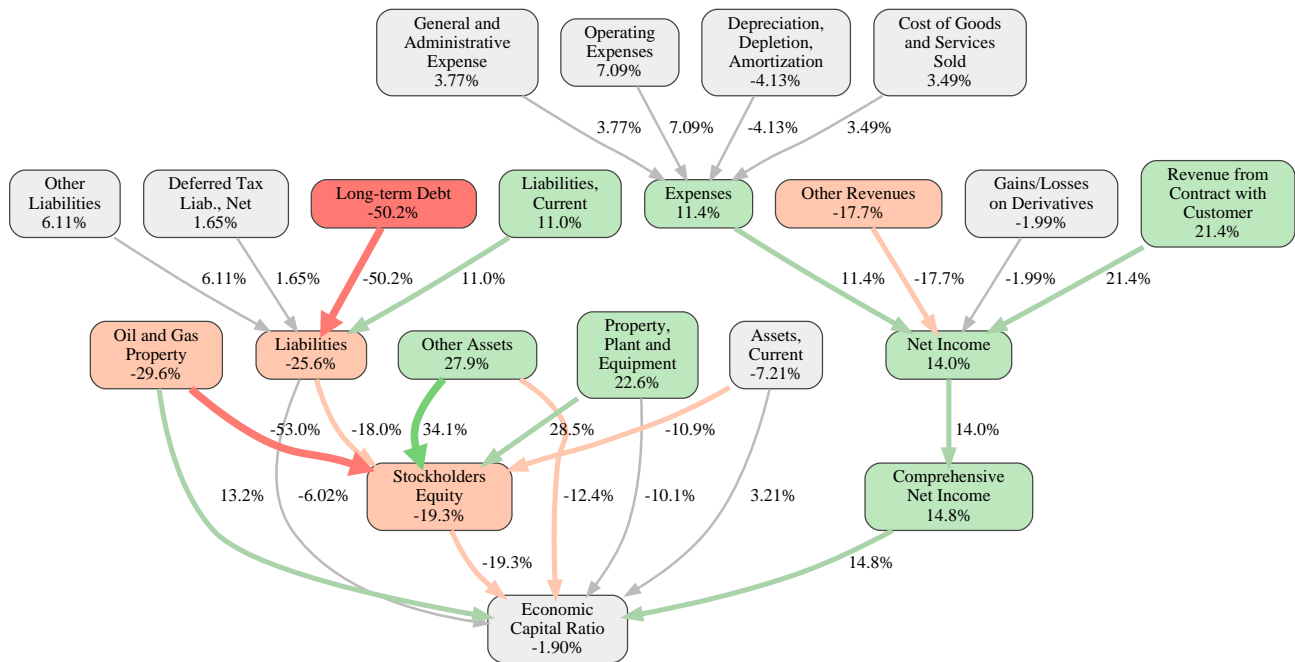 General and
Administrative
Expense
3.77%
Operating
Expenses
7.09%
Depreciation,
Depletion,
Amortization
-4.13%
Cost of Goods
and Services
Sold
3.49%
3.77%
7.09%
-4.13%
3.49%
Other
Liabilities
6.11%
Deferred Tax
Liab., Net
1.65%
Long-term Debt
-50.2%
Liabilities,
Current
11.0%
Expenses
11.4%
Other Revenues
-17.7%
Gains/Losses
on Derivatives
-1.99%
Revenue from
Contract with
Customer
21.4%
6.11%
1.65%
-50.2%
11.0%
11.4%
-17.7%
-1.99%
21.4%
Oil and Gas
Property
-29.6%
Liabilities
-25.6%
Other Assets
27.9%
Property,
Plant and
Equipment
22.6%
Assets,
Current
-7.21%
Net Income
14.0%
-53.0%
-18.0%
34.1%
28.5%
-10.9%
14.0%
Stockholders
Equity
-19.3%
Comprehensive
Net Income
14.8%
13.2%
-6.02%
-12.4%
-10.1%
3.21%
-19.3%
14.8%
Economic
Capital Ratio
-1.90%